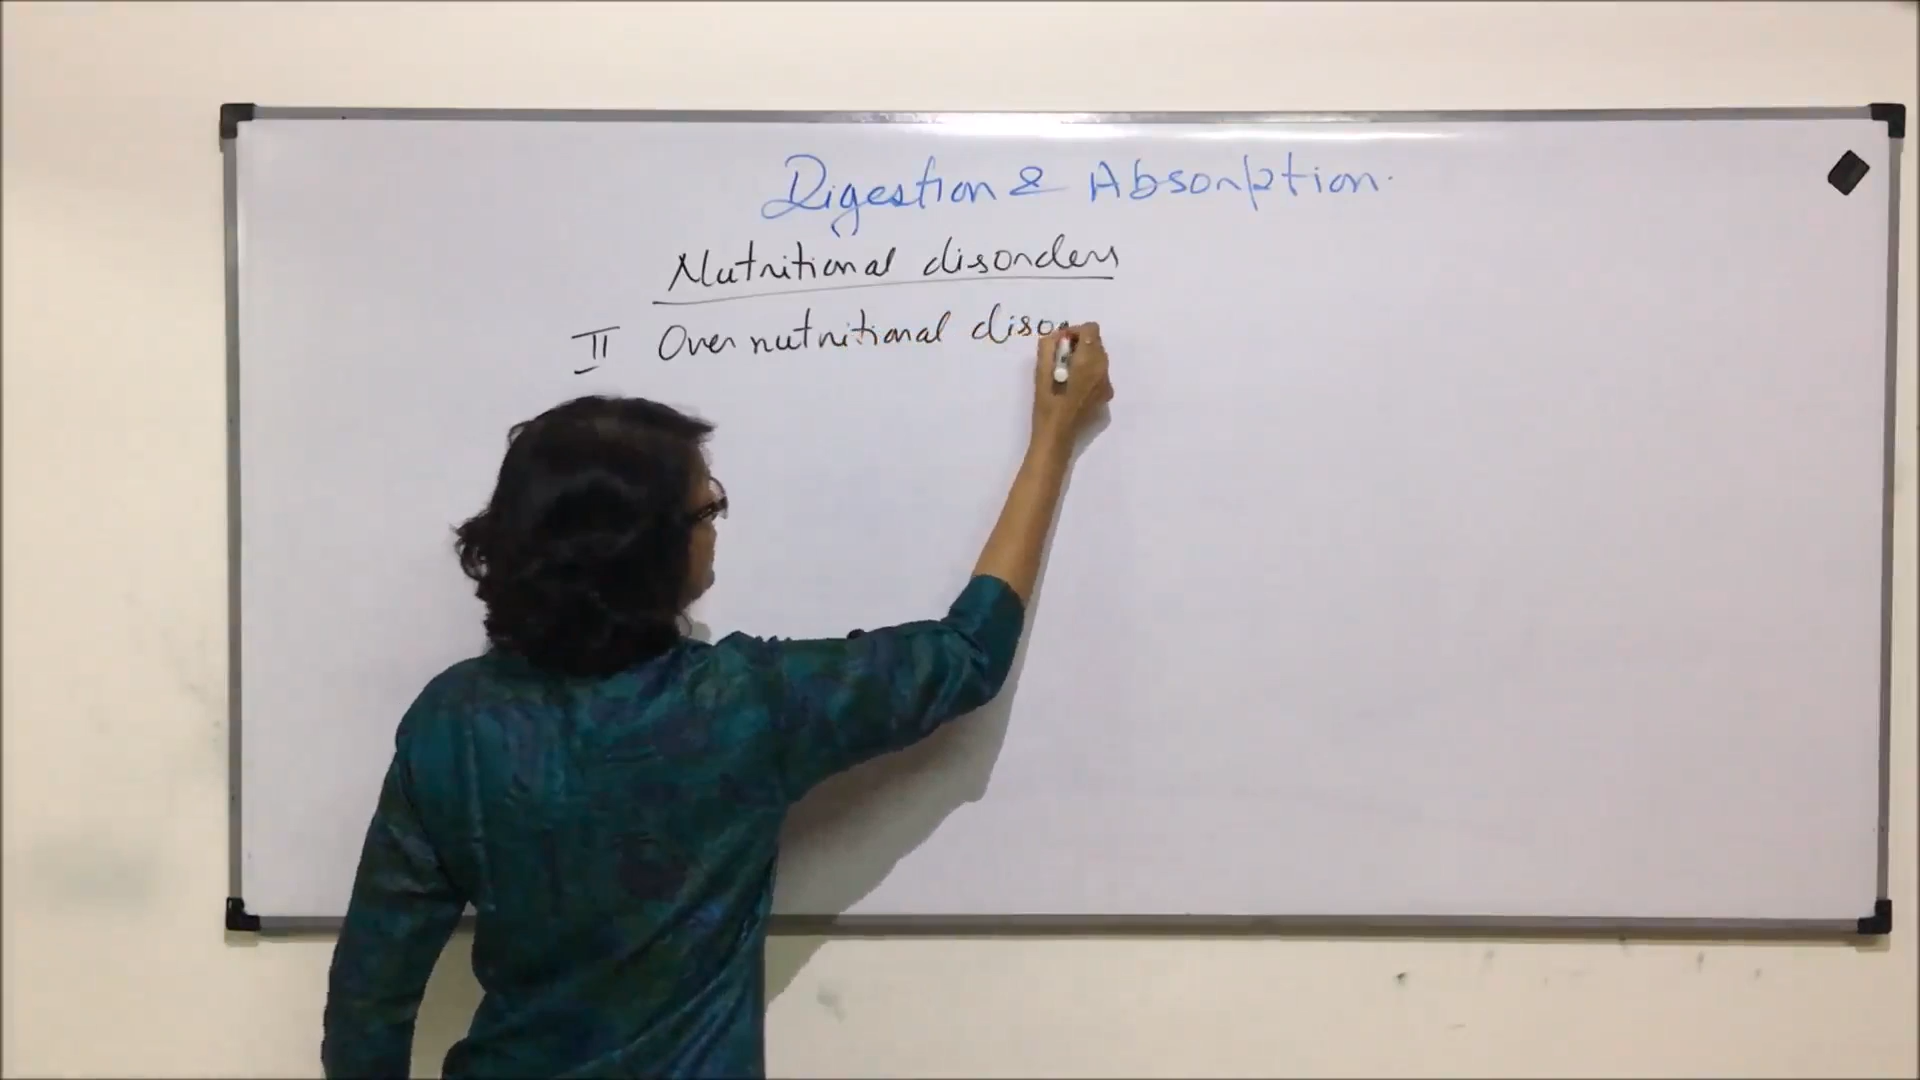 Digestion & Absorption.
Nutritional disorders
II Over nutritional diso